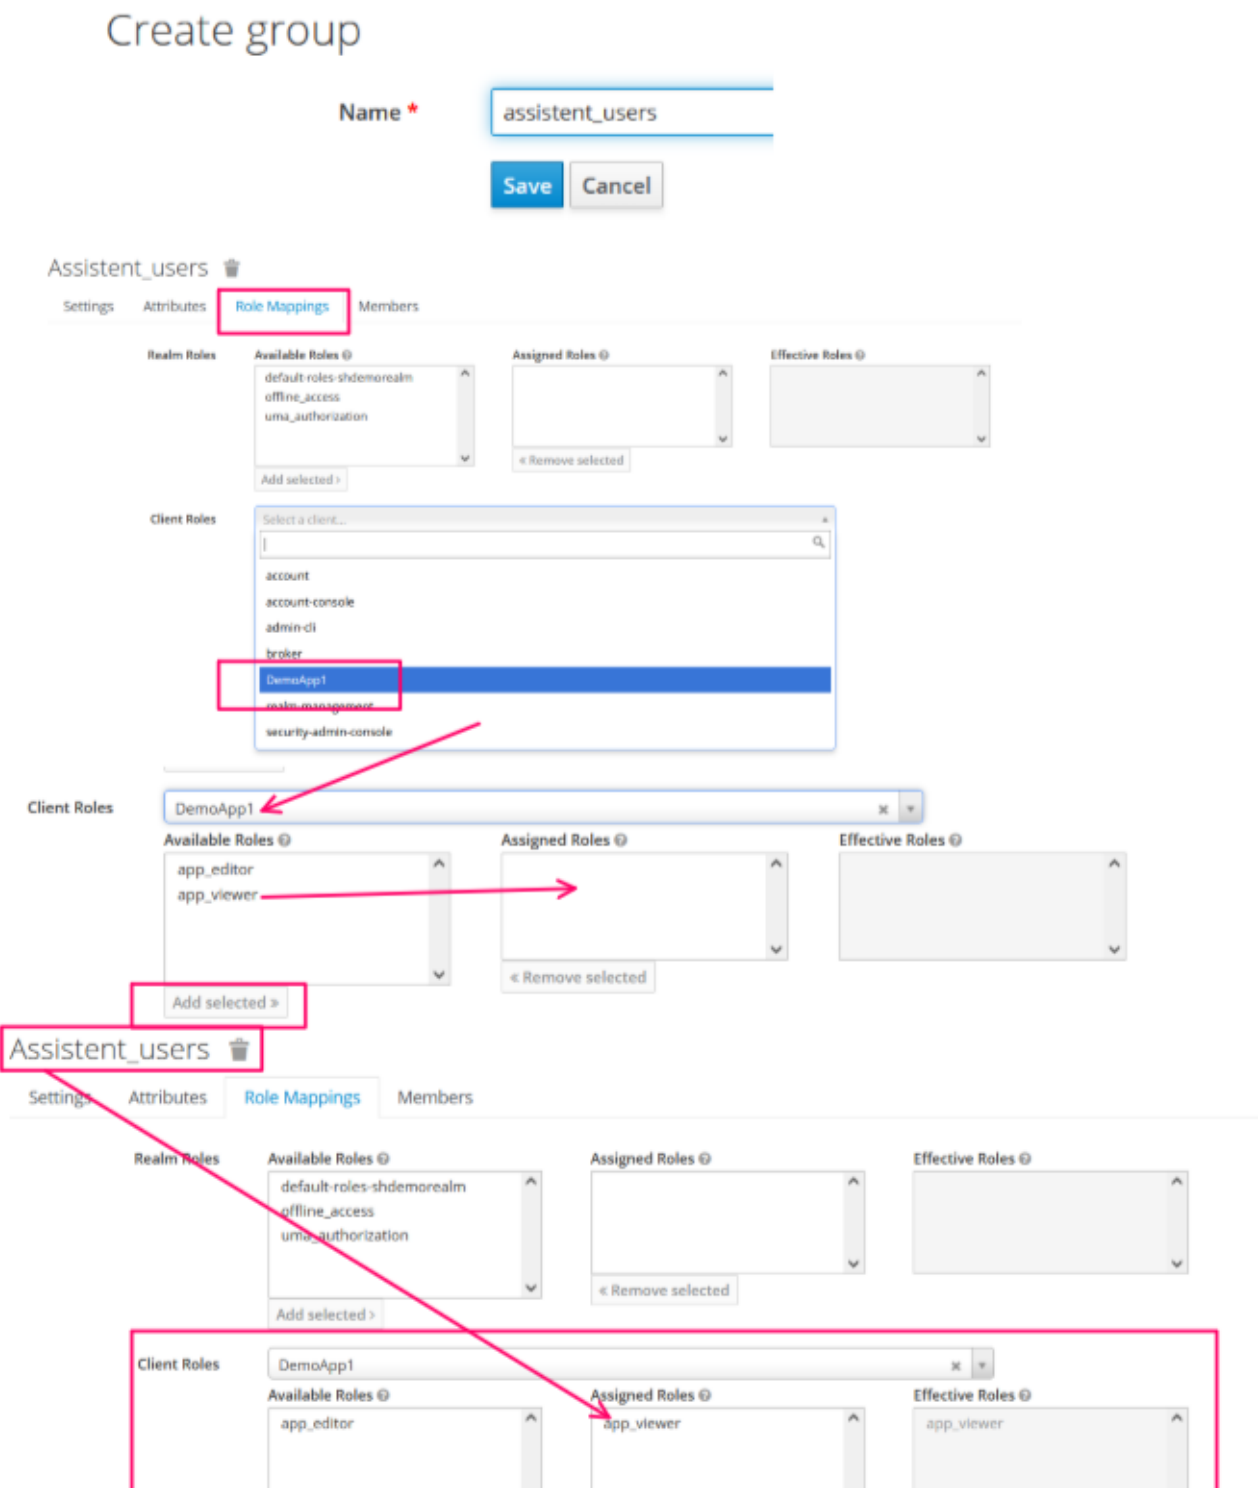 Create group
Name *
assistent_users
Save Cancel
Assistent_users
Settings Attributes Role Mappings Members
Realm Roles Available Roles Assigned Roles Effective Roles
default-roles-shdemorealm
offline_access
uma_authorization
« Remove selected
Add selected ›
Client Roles Select a client...
account
account-console
admin-cli
broker
DemoApp1
realm-management
security-admin-console
Client Roles DemoApp1
Available Roles Assigned Roles Effective Roles
app_editor
app_viewer
« Remove selected
Add selected »
Assistent_users
Settings Attributes Role Mappings Members
Realm Roles Available Roles Assigned Roles Effective Roles
default-roles-shdemorealm
offline_access
uma_authorization
« Remove selected
Add selected ›
Client Roles DemoApp1
Available Roles Assigned Roles Effective Roles
app_editor app_viewer app_viewer